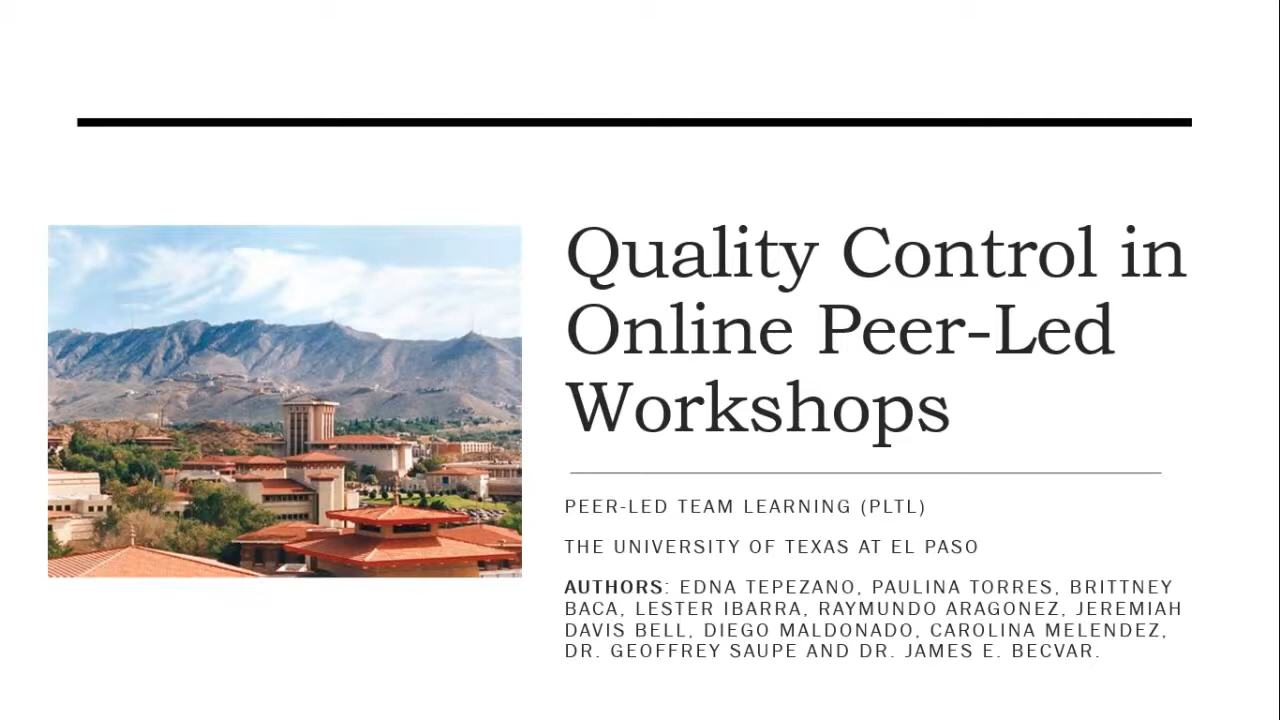 Quality Control in
Online Peer-Led
Workshops
PEER-LED TEAM LEARNING (PLTL)
THE UNIVERSITY OF TEXAS AT EL PASO
AUTHORS: EDNA TEPEZANO, PAULINA TORRES, BRITTNEY
BACA, LESTER IBARRA, RAYMUNDO ARAGONEZ, JEREMIAH
DAVIS BELL, DIEGO MALDONADO, CAROLINA MELENDEZ,
DR. GEOFFREY SAUPE AND DR. JAMES E. BECVAR.